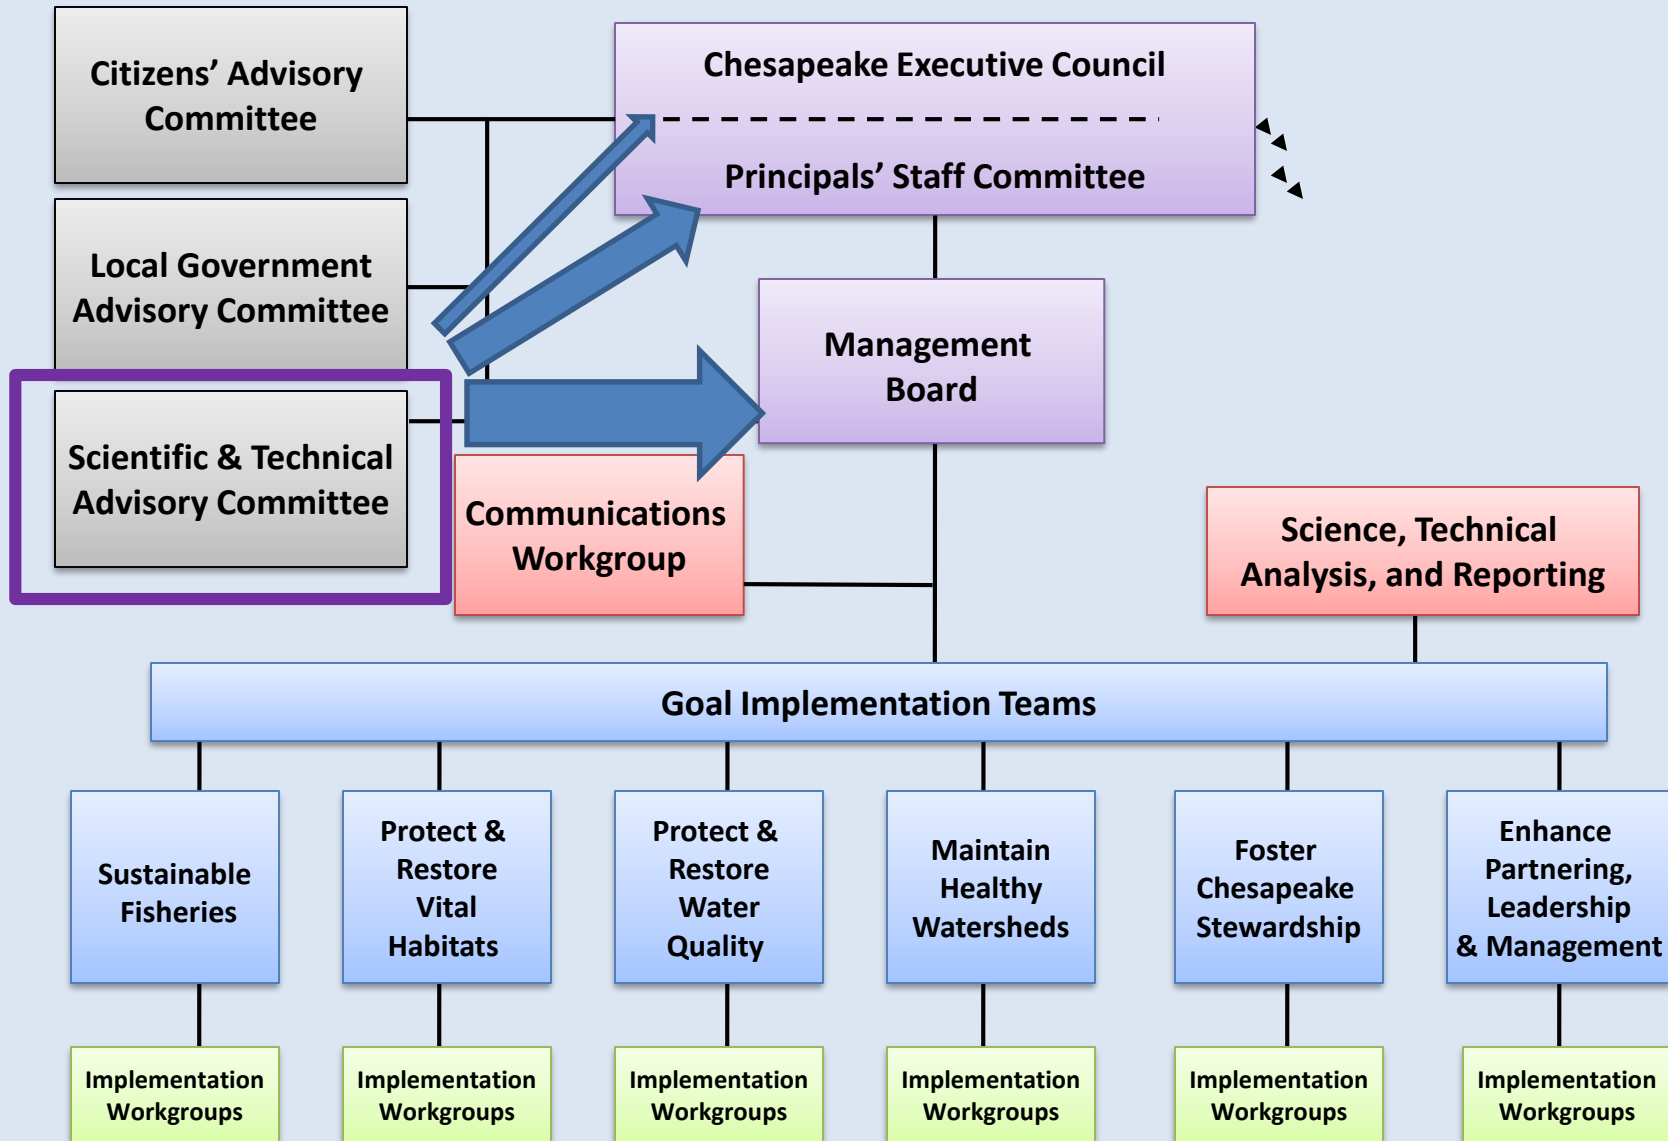 Citizens’ Advisory
Committee
Chesapeake Executive Council
Principals’ Staff Committee
Local Government
Advisory Committee
Management
Board
Scientific & Technical
Advisory Committee
Communications
Workgroup
Science, Technical
Analysis, and Reporting
Goal Implementation Teams
Sustainable
Fisheries
Protect &
Restore
Vital
Habitats
Protect &
Restore
Water
Quality
Maintain
Healthy
Watersheds
Foster
Chesapeake
Stewardship
Enhance
Partnering,
Leadership
& Management
Implementation
Workgroups
Implementation
Workgroups
Implementation
Workgroups
Implementation
Workgroups
Implementation
Workgroups
Implementation
Workgroups